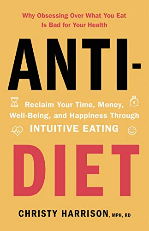 Why Obsessing Over What You Eat
Is Bad for Your Health
ANTI-
Reclaim Your Time, Money,
Well-Being, and Happiness Through
INTUITIVE EATING
DIET
CHRISTY HARRISON, MPH, RD